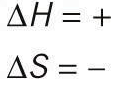 ΔH = +
ΔS = −